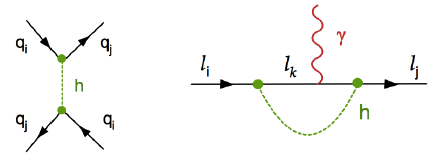 q_i q_j
h
q_j q_i
γ
l_i l_k l_j
h